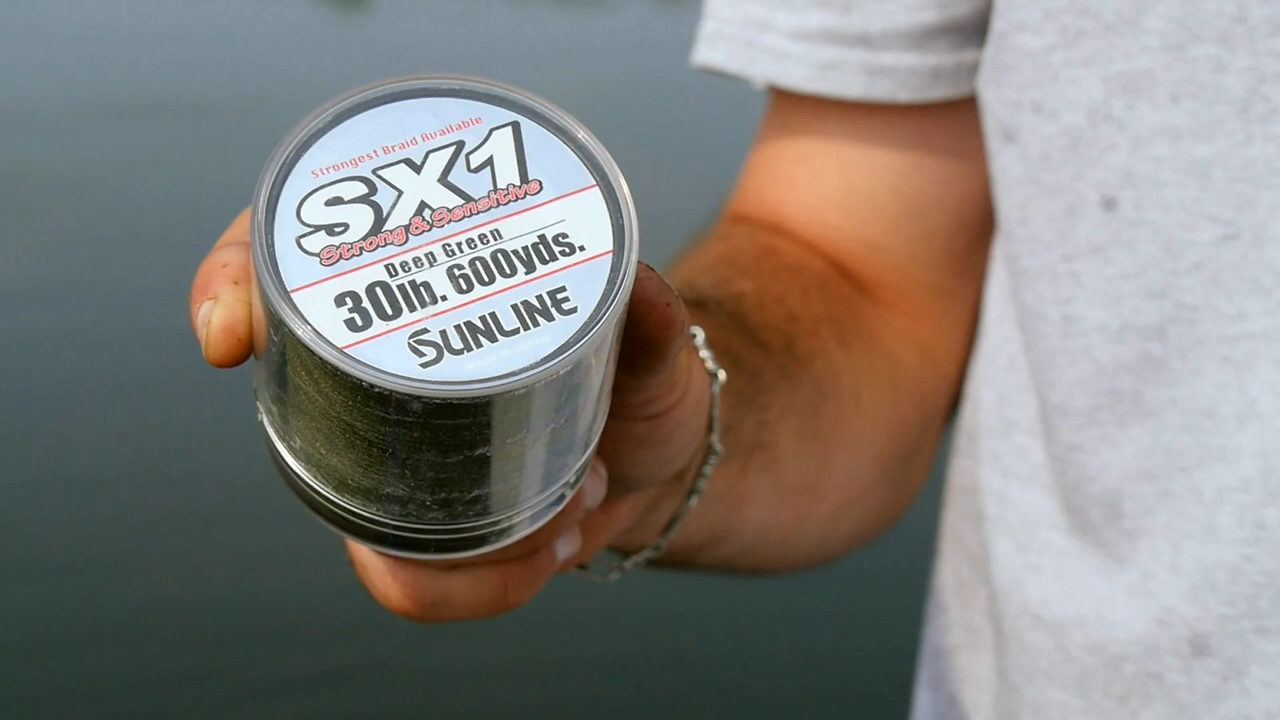 Strongest Braid Available
SX1
Strong & Sensitive
Deep Green
30lb. 600yds.
SUNLINE